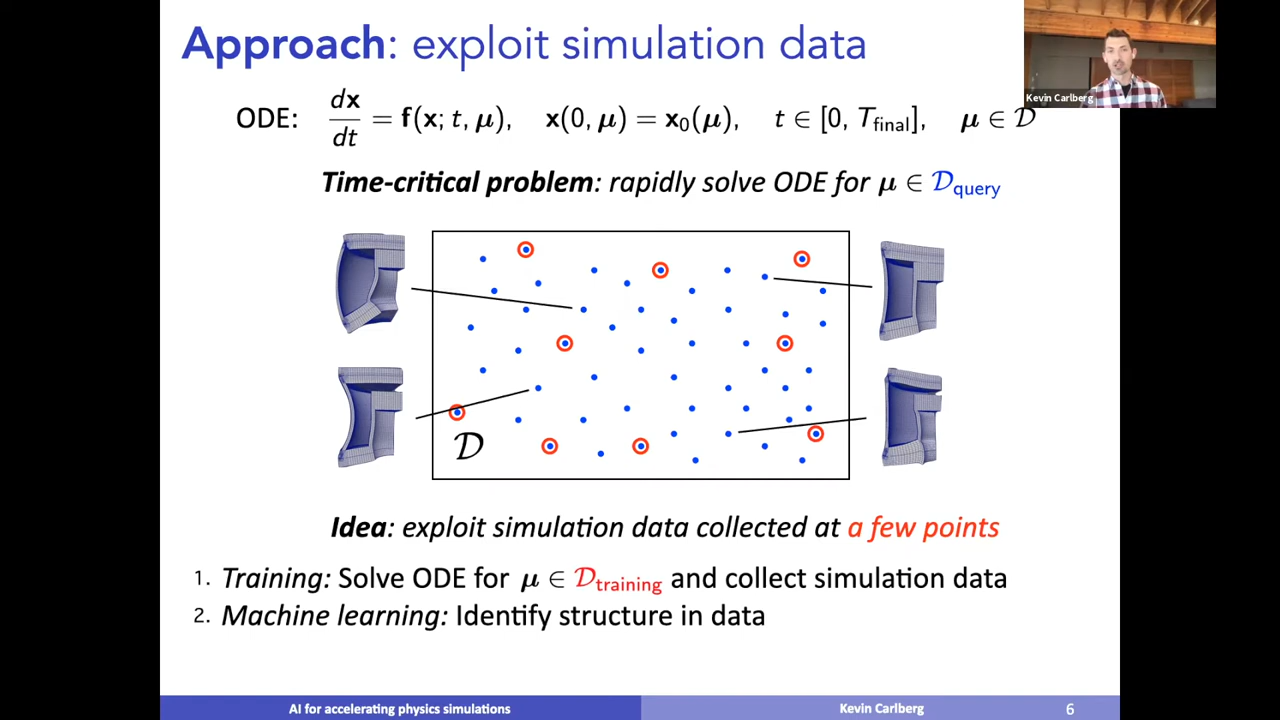 Approach: exploit simulation data
Kevin Carlberg
ODE: dx/dt = f(x; t, μ), x(0, μ) = x₀(μ), t ∈ [0, T_final], μ ∈ 𝒟
Time-critical problem: rapidly solve ODE for μ ∈ 𝒟_query
𝒟
Idea: exploit simulation data collected at a few points
1. Training: Solve ODE for μ ∈ 𝒟_training and collect simulation data
2. Machine learning: Identify structure in data
AI for accelerating physics simulations
Kevin Carlberg
6